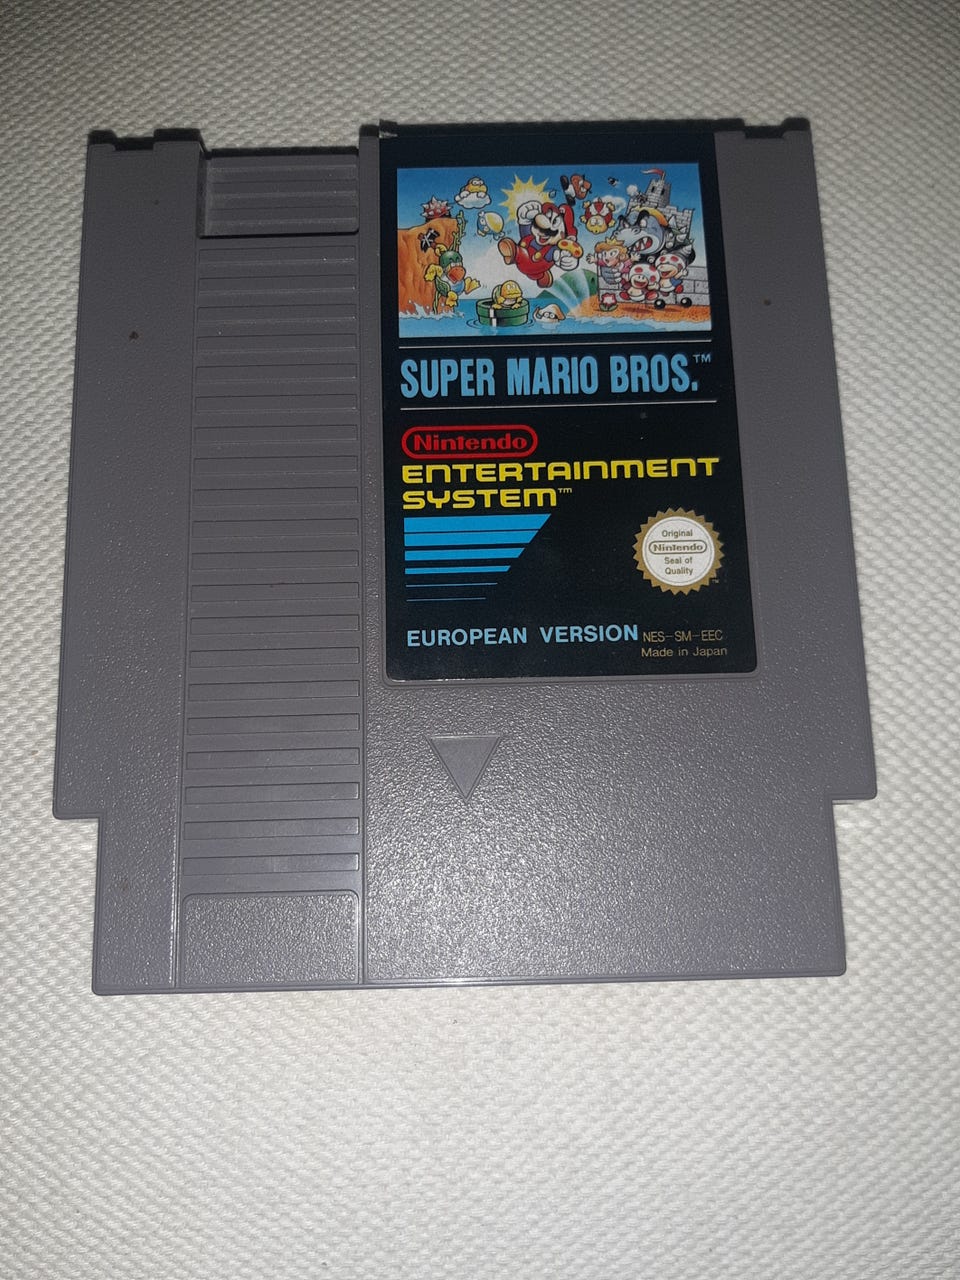 SUPER MARIO BROS.™
Nintendo
ENTERTAINMENT
SYSTEM™
Original
Nintendo
Seal of
Quality
™
EUROPEAN VERSION NES-SM-EEC
Made in Japan